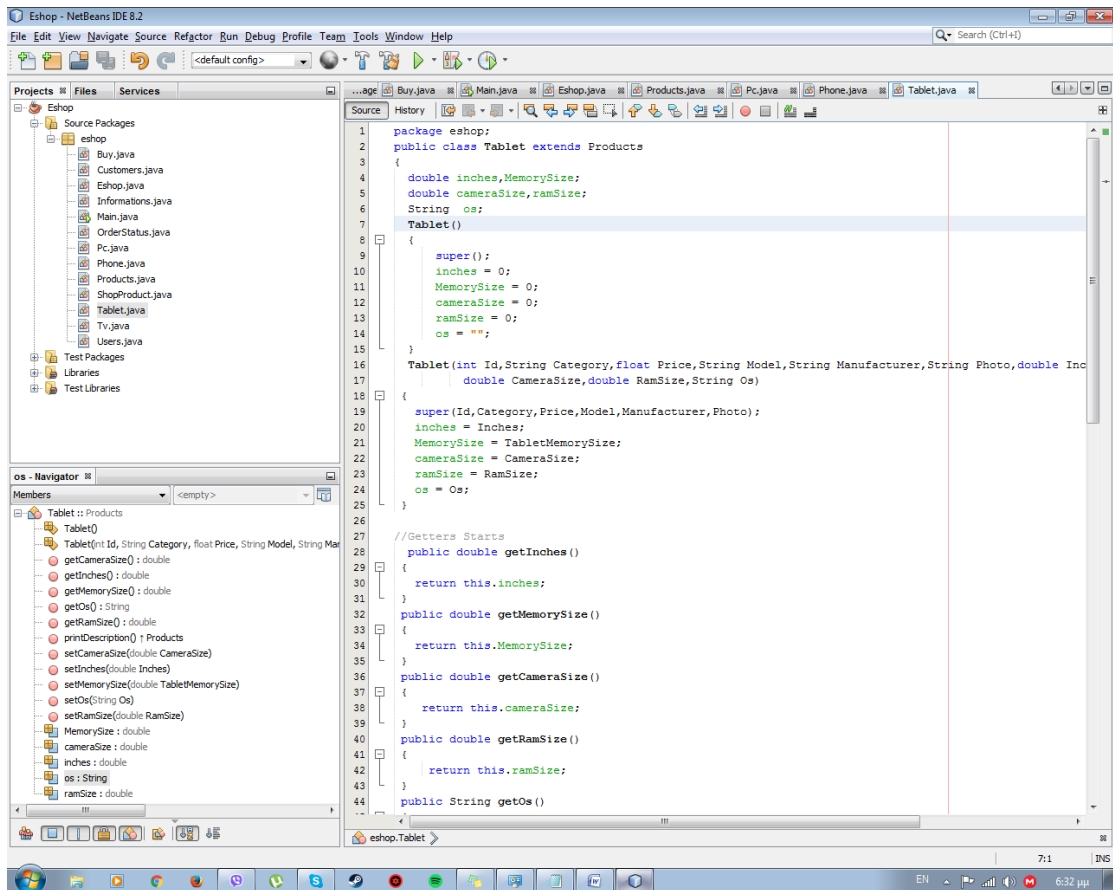 Eshop - NetBeans IDE 8.2
File Edit View Navigate Source Refactor Run Debug Profile Team Tools Window Help
Search (Ctrl+I)
<default config>
Projects Files Services
Eshop
Source Packages
eshop
Buy.java
Customers.java
Eshop.java
Informations.java
Main.java
OrderStatus.java
Pc.java
Phone.java
Products.java
ShopProduct.java
Tablet.java
Tv.java
Users.java
Test Packages
Libraries
Test Libraries
os - Navigator
Members <empty>
Tablet :: Products
Tablet()
Tablet(int Id, String Category, float Price, String Model, String Mar
getCameraSize() : double
getInches() : double
getMemorySize() : double
getOs() : String
getRamSize() : double
printDescription() ↑ Products
setCameraSize(double CameraSize)
setInches(double Inches)
setMemorySize(double TabletMemorySize)
setOs(String Os)
setRamSize(double RamSize)
MemorySize : double
cameraSize : double
inches : double
os : String
ramSize : double
...age Buy.java Main.java Eshop.java Products.java Pc.java Phone.java Tablet.java
Source History
1 package eshop;
2 public class Tablet extends Products
3 {
4 double inches,MemorySize;
5 double cameraSize,ramSize;
6 String os;
7 Tablet()
8 {
9 super();
10 inches = 0;
11 MemorySize = 0;
12 cameraSize = 0;
13 ramSize = 0;
14 os = "";
15 }
16 Tablet(int Id,String Category,float Price,String Model,String Manufacturer,String Photo,double Inc
17 double CameraSize,double RamSize,String Os)
18 {
19 super(Id,Category,Price,Model,Manufacturer,Photo);
20 inches = Inches;
21 MemorySize = TabletMemorySize;
22 cameraSize = CameraSize;
23 ramSize = RamSize;
24 os = Os;
25 }
26
27 //Getters Starts
28 public double getInches()
29 {
30 return this.inches;
31 }
32 public double getMemorySize()
33 {
34 return this.MemorySize;
35 }
36 public double getCameraSize()
37 {
38 return this.cameraSize;
39 }
40 public double getRamSize()
41 {
42 return this.ramSize;
43 }
44 public String getOs()
eshop.Tablet
7:1 INS
EN 6:32 μμ